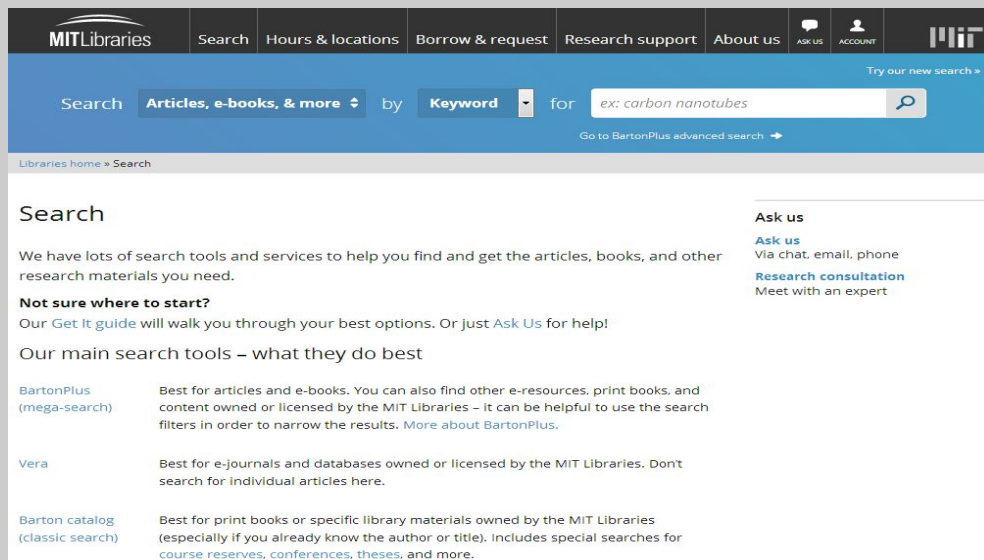 MITLibraries Search Hours & locations Borrow & request Research support About us ASK US ACCOUNT MIT
Try our new search »
Search Articles, e-books, & more by Keyword for ex: carbon nanotubes
Go to BartonPlus advanced search ➔
Libraries home » Search
Search
We have lots of search tools and services to help you find and get the articles, books, and other
research materials you need.
Not sure where to start?
Our Get It guide will walk you through your best options. Or just Ask Us for help!
Our main search tools – what they do best
BartonPlus Best for articles and e-books. You can also find other e-resources, print books, and
(mega-search) content owned or licensed by the MIT Libraries – it can be helpful to use the search
filters in order to narrow the results. More about BartonPlus.
Vera Best for e-journals and databases owned or licensed by the MIT Libraries. Don't
search for individual articles here.
Barton catalog Best for print books or specific library materials owned by the MIT Libraries
(classic search) (especially if you already know the author or title). Includes special searches for
course reserves, conferences, theses, and more.
Ask us
Ask us
Via chat, email, phone
Research consultation
Meet with an expert